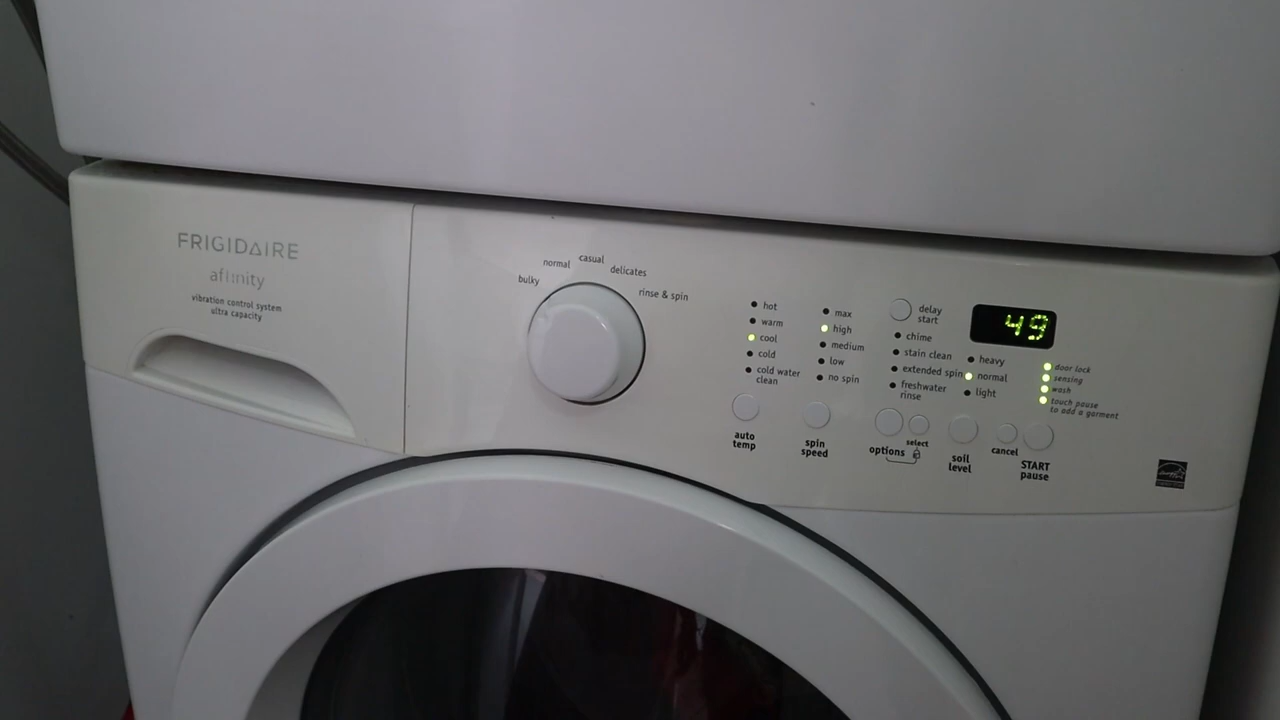 FRIGIDAIRE
affinity
vibration control system
ultra capacity
bulky
normal
casual
delicates
rinse & spin
hot
warm
cool
cold
cold water
clean
auto
temp
max
high
medium
low
no spin
spin
speed
delay
start
chime
stain clean
extended spin
freshwater
rinse
options
select
49
heavy
normal
light
soil
level
door lock
sensing
wash
touch pause
to add a garment
cancel
START
pause